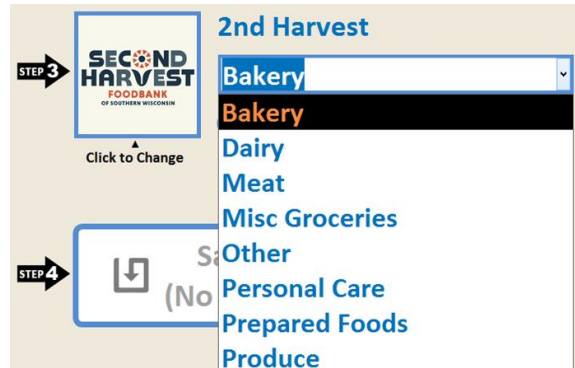 2nd Harvest
STEP 3
SECOND
HARVEST
FOODBANK
OF SOUTHERN WISCONSIN
Click to Change
Bakery
Bakery
Dairy
Meat
Misc Groceries
Other
Personal Care
Prepared Foods
Produce
STEP 4
(No